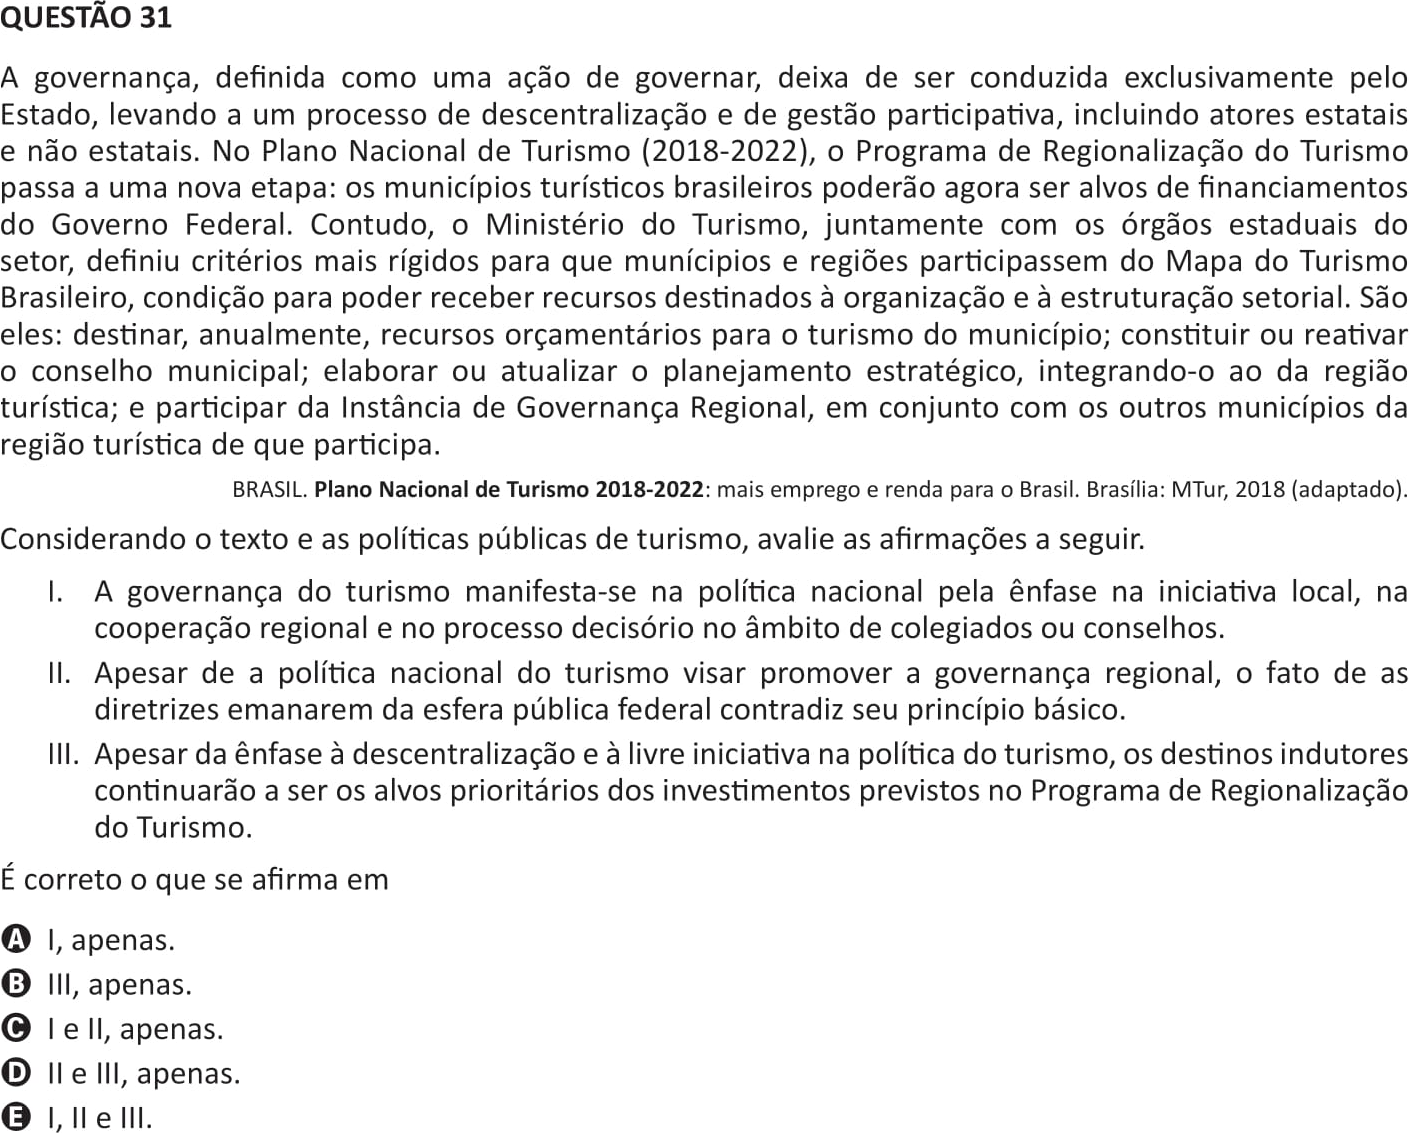 QUESTÃO 31
A governança, definida como uma ação de governar, deixa de ser conduzida exclusivamente pelo
Estado, levando a um processo de descentralização e de gestão participativa, incluindo atores estatais
e não estatais. No Plano Nacional de Turismo (2018-2022), o Programa de Regionalização do Turismo
passa a uma nova etapa: os municípios turísticos brasileiros poderão agora ser alvos de financiamentos
do Governo Federal. Contudo, o Ministério do Turismo, juntamente com os órgãos estaduais do
setor, definiu critérios mais rígidos para que munícipios e regiões participassem do Mapa do Turismo
Brasileiro, condição para poder receber recursos destinados à organização e à estruturação setorial. São
eles: destinar, anualmente, recursos orçamentários para o turismo do município; constituir ou reativar
o conselho municipal; elaborar ou atualizar o planejamento estratégico, integrando-o ao da região
turística; e participar da Instância de Governança Regional, em conjunto com os outros municípios da
região turística de que participa.
BRASIL. Plano Nacional de Turismo 2018-2022: mais emprego e renda para o Brasil. Brasília: MTur, 2018 (adaptado).
Considerando o texto e as políticas públicas de turismo, avalie as afirmações a seguir.
I. A governança do turismo manifesta-se na política nacional pela ênfase na iniciativa local, na
cooperação regional e no processo decisório no âmbito de colegiados ou conselhos.
II. Apesar de a política nacional do turismo visar promover a governança regional, o fato de as
diretrizes emanarem da esfera pública federal contradiz seu princípio básico.
III. Apesar da ênfase à descentralização e à livre iniciativa na política do turismo, os destinos indutores
continuarão a ser os alvos prioritários dos investimentos previstos no Programa de Regionalização
do Turismo.
É correto o que se afirma em
A I, apenas.
B III, apenas.
C I e II, apenas.
D II e III, apenas.
E I, II e III.